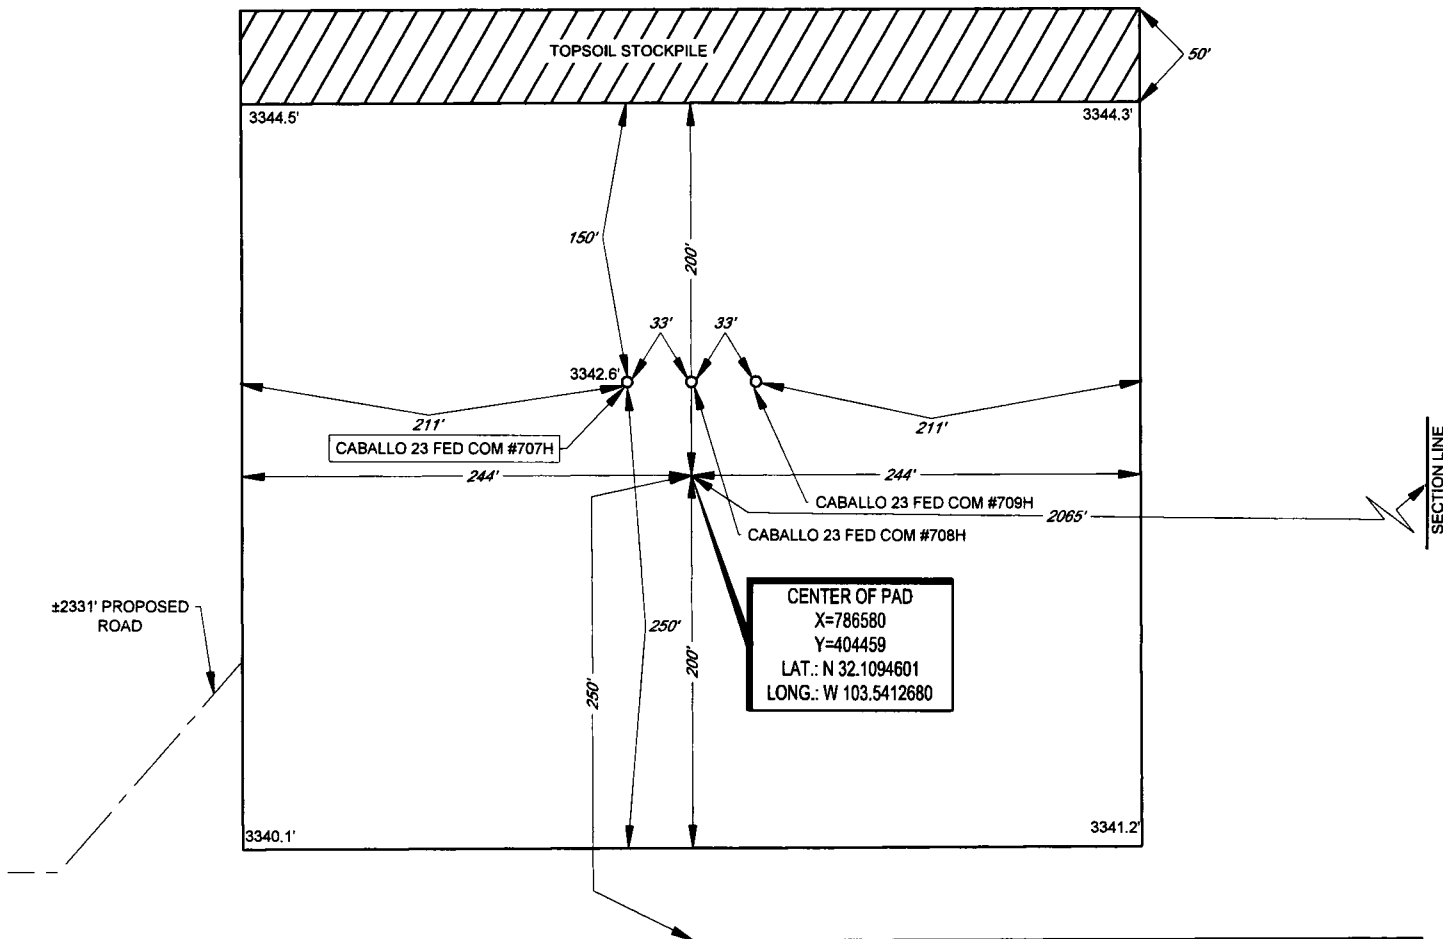 TOPSOIL STOCKPILE
50'
3344.5'
3344.3'
150'
200'
33'
33'
3342.6'
211'
211'
CABALLO 23 FED COM #707H
244'
244'
CABALLO 23 FED COM #709H
2065'
SECTION LINE
CABALLO 23 FED COM #708H
±2331' PROPOSED
ROAD
CENTER OF PAD
X=786580
Y=404459
LAT.: N 32.1094601
LONG.: W 103.5412680
250'
200'
250'
3340.1'
3341.2'